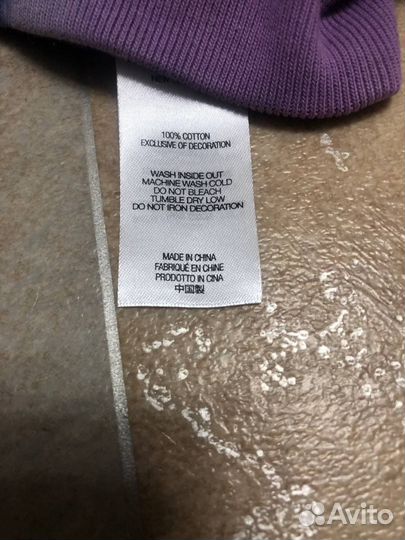 100% COTTON
EXCLUSIVE OF DECORATION
WASH INSIDE OUT
MACHINE WASH COLD
DO NOT BLEACH
TUMBLE DRY LOW
DO NOT IRON DECORATION
MADE IN CHINA
FABRIQUÉ EN CHINE
PRODOTTO IN CINA
中国製
Avito